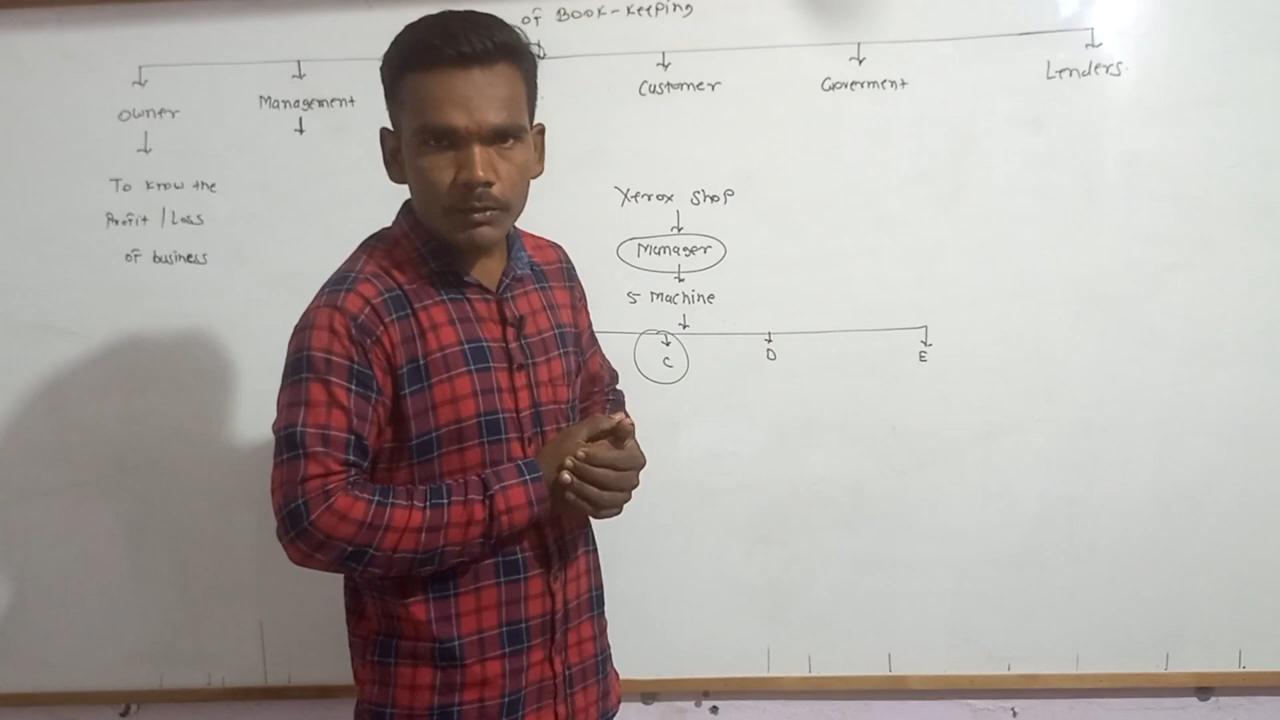 of Book-keeping
Owner
Management
Customer
Goverment
Lenders.
To know the
Profit / Loss
of business
Xerox shop
Manager
5 Machine
C
D
E